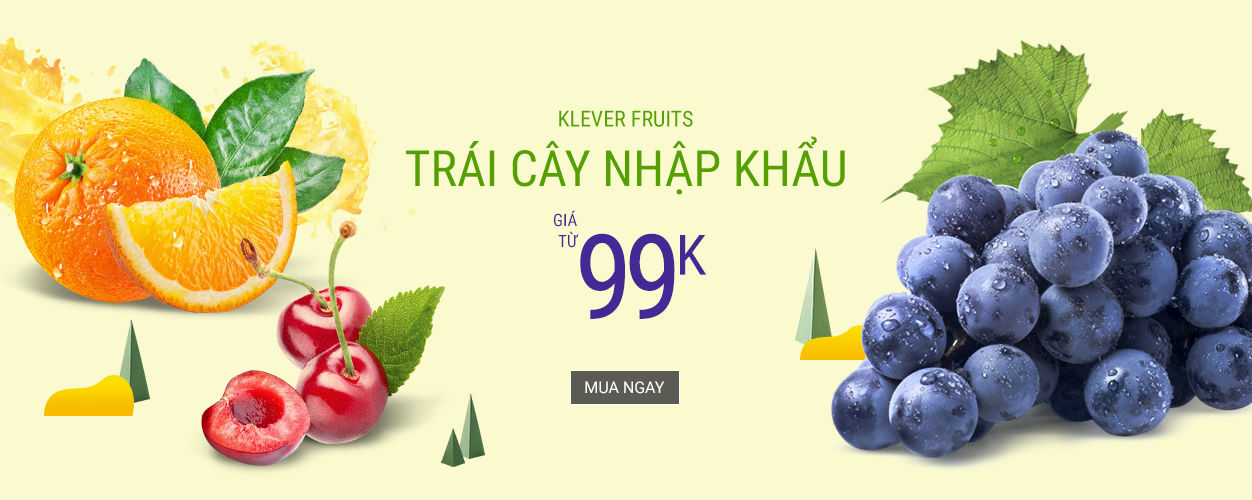 KLEVER FRUITS
TRÁI CÂY NHẬP KHẨU
GIÁ
TỪ
99K
MUA NGAY